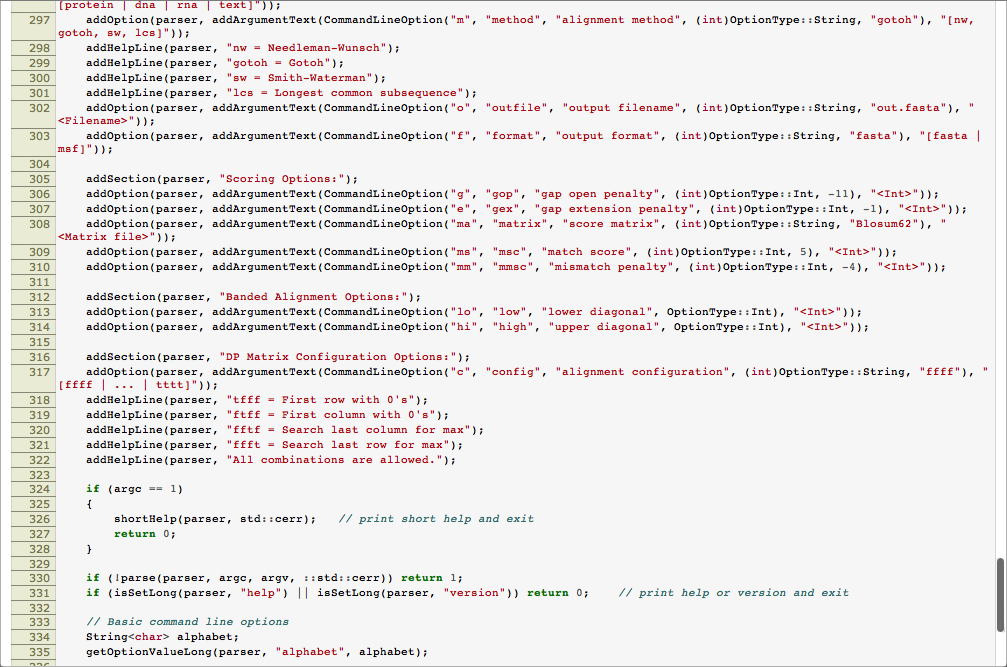 [protein | dna | rna | text]"));
297 addOption(parser, addArgumentText(CommandLineOption("m", "method", "alignment method", (int)OptionType::String, "gotoh"), "[nw,
gotoh, sw, lcs]"));
298 addHelpLine(parser, "nw = Needleman-Wunsch");
299 addHelpLine(parser, "gotoh = Gotoh");
300 addHelpLine(parser, "sw = Smith-Waterman");
301 addHelpLine(parser, "lcs = Longest common subsequence");
302 addOption(parser, addArgumentText(CommandLineOption("o", "outfile", "output filename", (int)OptionType::String, "out.fasta"), "
<Filename>"));
303 addOption(parser, addArgumentText(CommandLineOption("f", "format", "output format", (int)OptionType::String, "fasta"), "[fasta |
msf]"));
304
305 addSection(parser, "Scoring Options:");
306 addOption(parser, addArgumentText(CommandLineOption("g", "gop", "gap open penalty", (int)OptionType::Int, -11), "<Int>"));
307 addOption(parser, addArgumentText(CommandLineOption("e", "gex", "gap extension penalty", (int)OptionType::Int, -1), "<Int>"));
308 addOption(parser, addArgumentText(CommandLineOption("ma", "matrix", "score matrix", (int)OptionType::String, "Blosum62"), "
<Matrix file>"));
309 addOption(parser, addArgumentText(CommandLineOption("ms", "msc", "match score", (int)OptionType::Int, 5), "<Int>"));
310 addOption(parser, addArgumentText(CommandLineOption("mm", "mmsc", "mismatch penalty", (int)OptionType::Int, -4), "<Int>"));
311
312 addSection(parser, "Banded Alignment Options:");
313 addOption(parser, addArgumentText(CommandLineOption("lo", "low", "lower diagonal", OptionType::Int), "<Int>"));
314 addOption(parser, addArgumentText(CommandLineOption("hi", "high", "upper diagonal", OptionType::Int), "<Int>"));
315
316 addSection(parser, "DP Matrix Configuration Options:");
317 addOption(parser, addArgumentText(CommandLineOption("c", "config", "alignment configuration", (int)OptionType::String, "ffff"), "
[ffff | ... | tttt]"));
318 addHelpLine(parser, "tfff = First row with 0's");
319 addHelpLine(parser, "ftff = First column with 0's");
320 addHelpLine(parser, "fftf = Search last column for max");
321 addHelpLine(parser, "ffft = Search last row for max");
322 addHelpLine(parser, "All combinations are allowed.");
323
324 if (argc == 1)
325 {
326 shortHelp(parser, std::cerr); // print short help and exit
327 return 0;
328 }
329
330 if (!parse(parser, argc, argv, ::std::cerr)) return 1;
331 if (isSetLong(parser, "help") || isSetLong(parser, "version")) return 0; // print help or version and exit
332
333 // Basic command line options
334 String<char> alphabet;
335 getOptionValueLong(parser, "alphabet", alphabet);